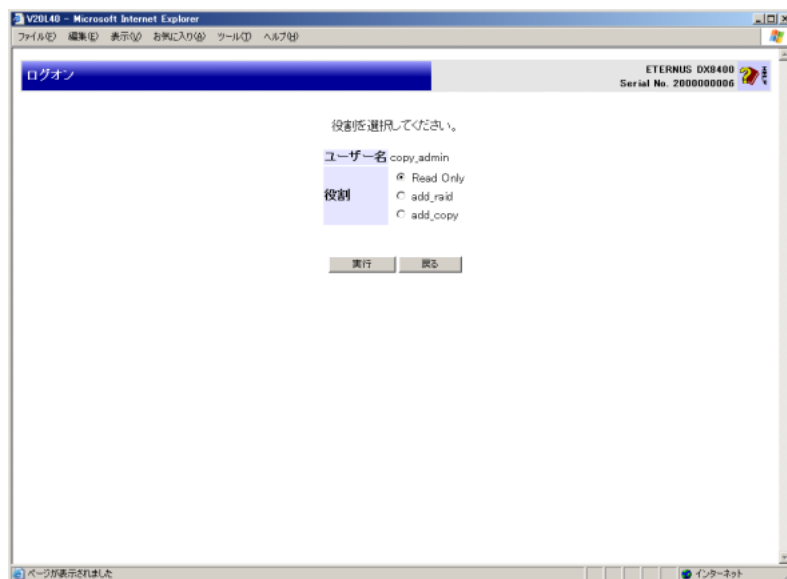 V20L40 - Microsoft Internet Explorer
ファイル(F) 編集(E) 表示(V) お気に入り(A) ツール(T) ヘルプ(H)
ログオン
ETERNUS DX8400
Serial No. 2000000006
役割を選択してください。
ユーザー名 copy_admin
役割
Read Only
add_raid
add_copy
実行 戻る
ページが表示されました
インターネット